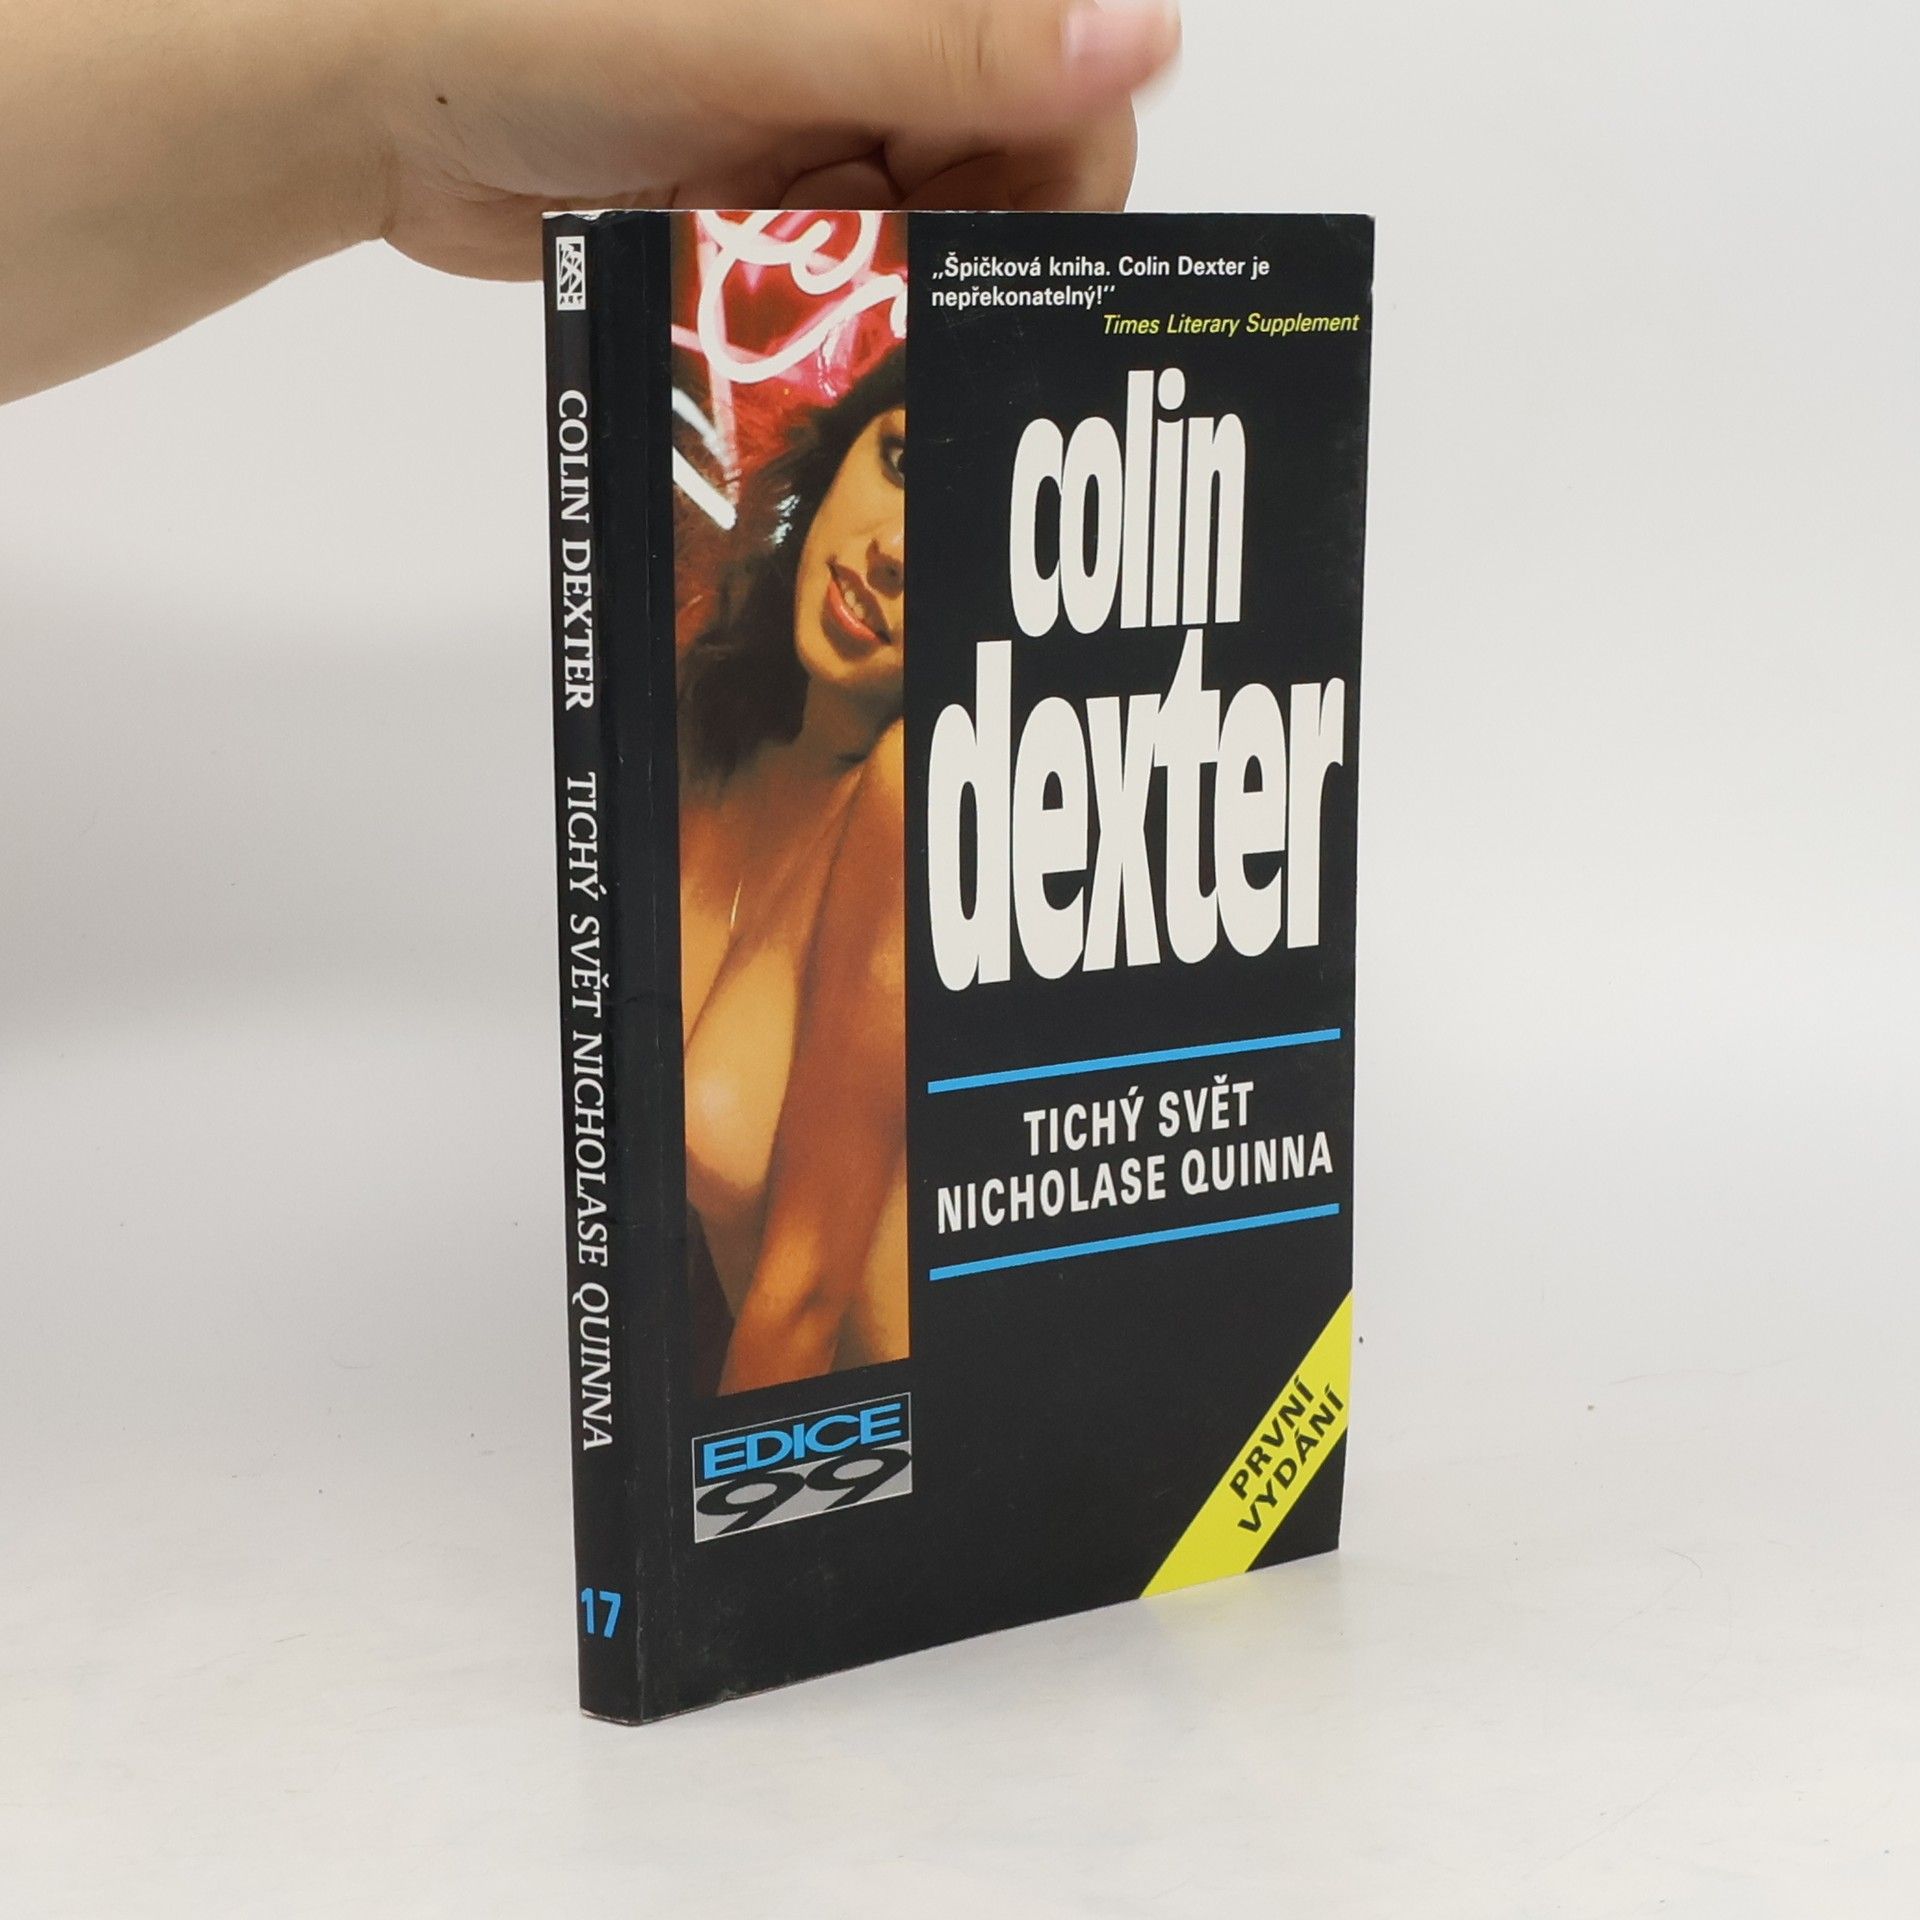 ART
COLIN DEXTER TICHÝ SVĚT NICHOLASE QUINNA
17
„Špičková kniha. Colin Dexter je
nepřekonatelný!“
Times Literary Supplement
colin
dexter
TICHÝ SVĚT
NICHOLASE QUINNA
EDICE
99
PRVNÍ
VYDÁNÍ